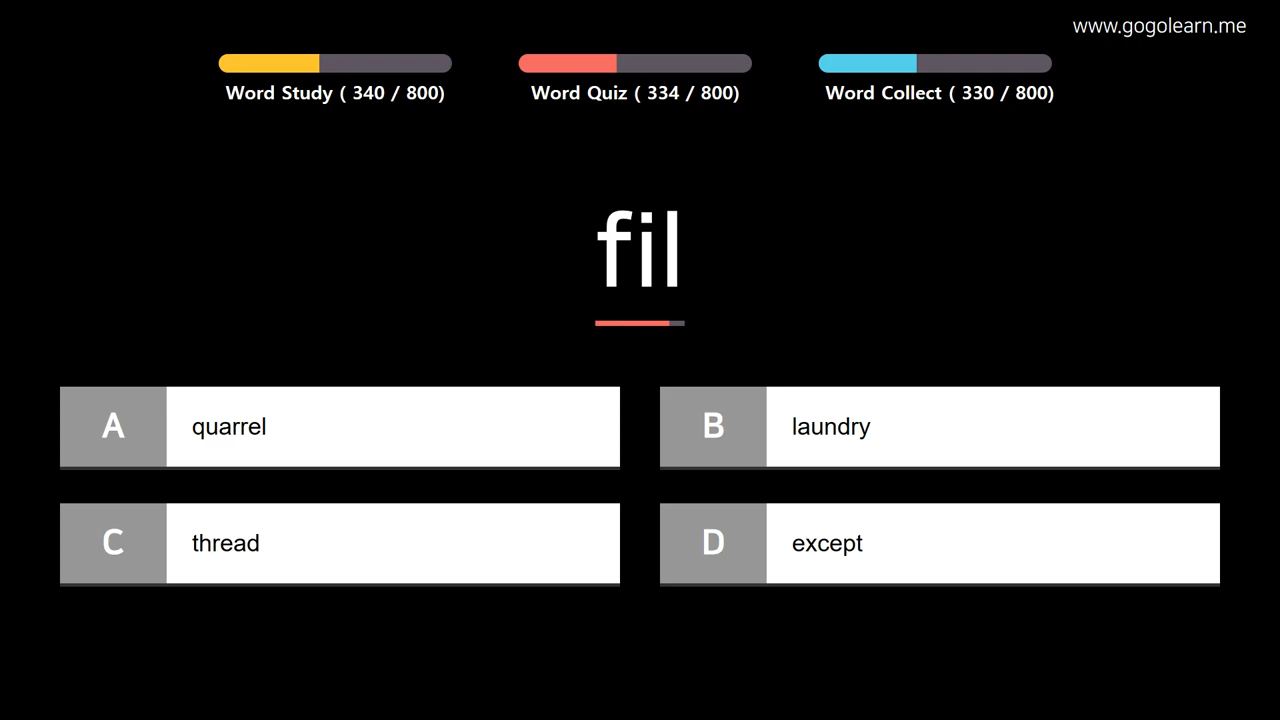 www.gogolearn.me
Word Study ( 340 / 800)
Word Quiz ( 334 / 800)
Word Collect ( 330 / 800)
fil
A quarrel
B laundry
C thread
D except